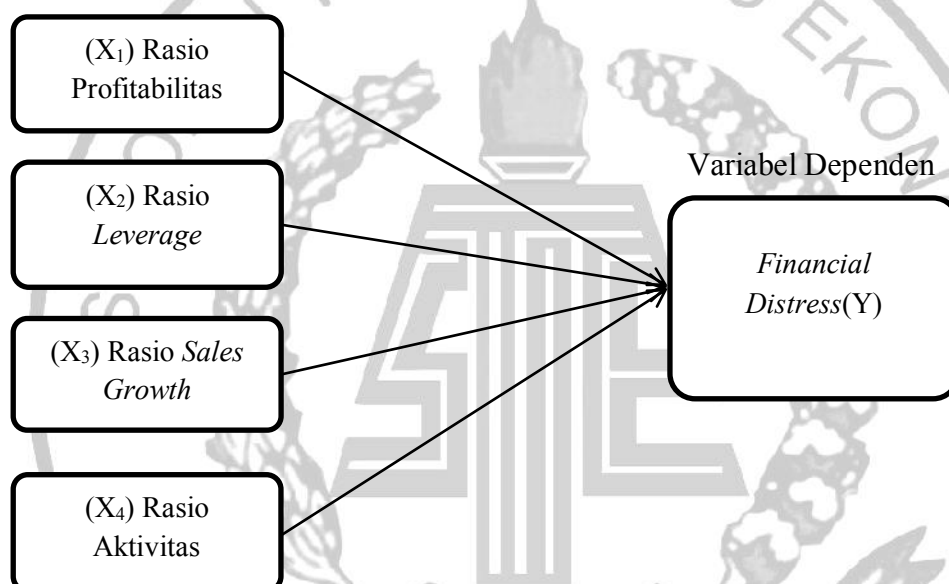 (X₁) Rasio
Profitabilitas
(X₂) Rasio
Leverage
(X₃) Rasio Sales
Growth
(X₄) Rasio
Aktivitas
Variabel Dependen
Financial
Distress(Y)